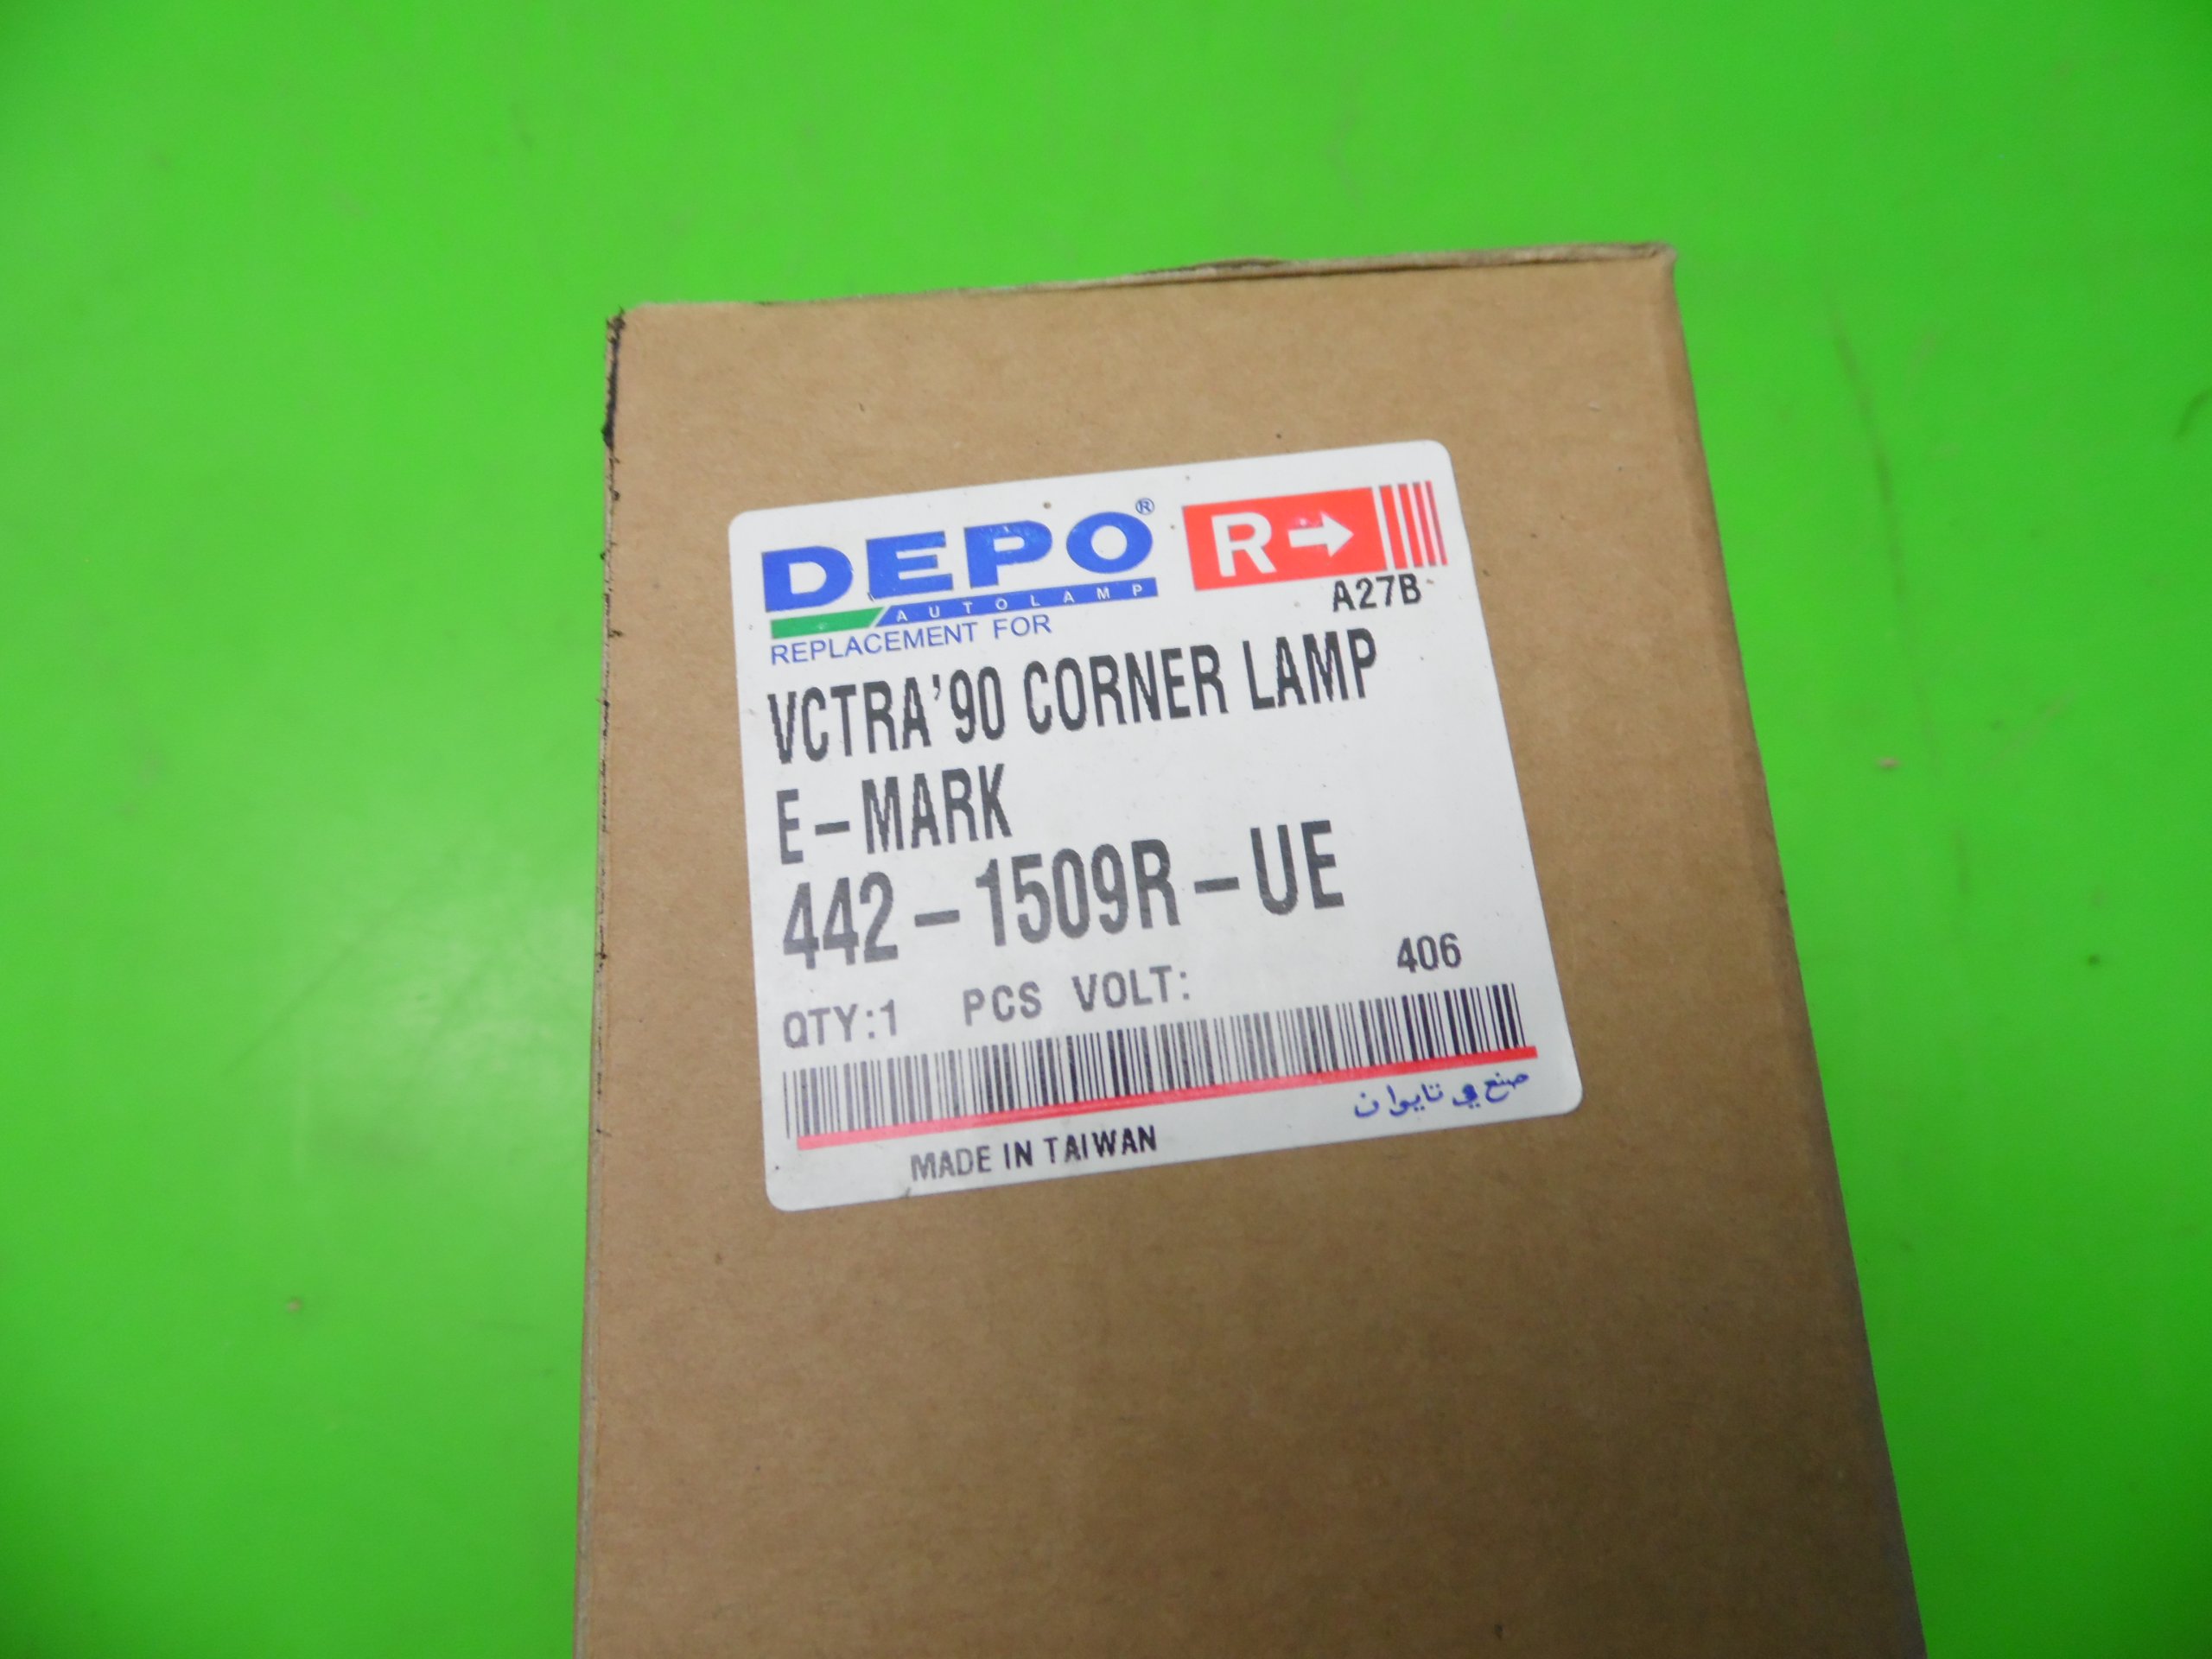 DEPO®
R→
AUTOLAMP
A27B
REPLACEMENT FOR
VCTRA'90 CORNER LAMP
E-MARK
442-1509R-UE
406
QTY:1 PCS VOLT:
صنع في تايوان
MADE IN TAIWAN